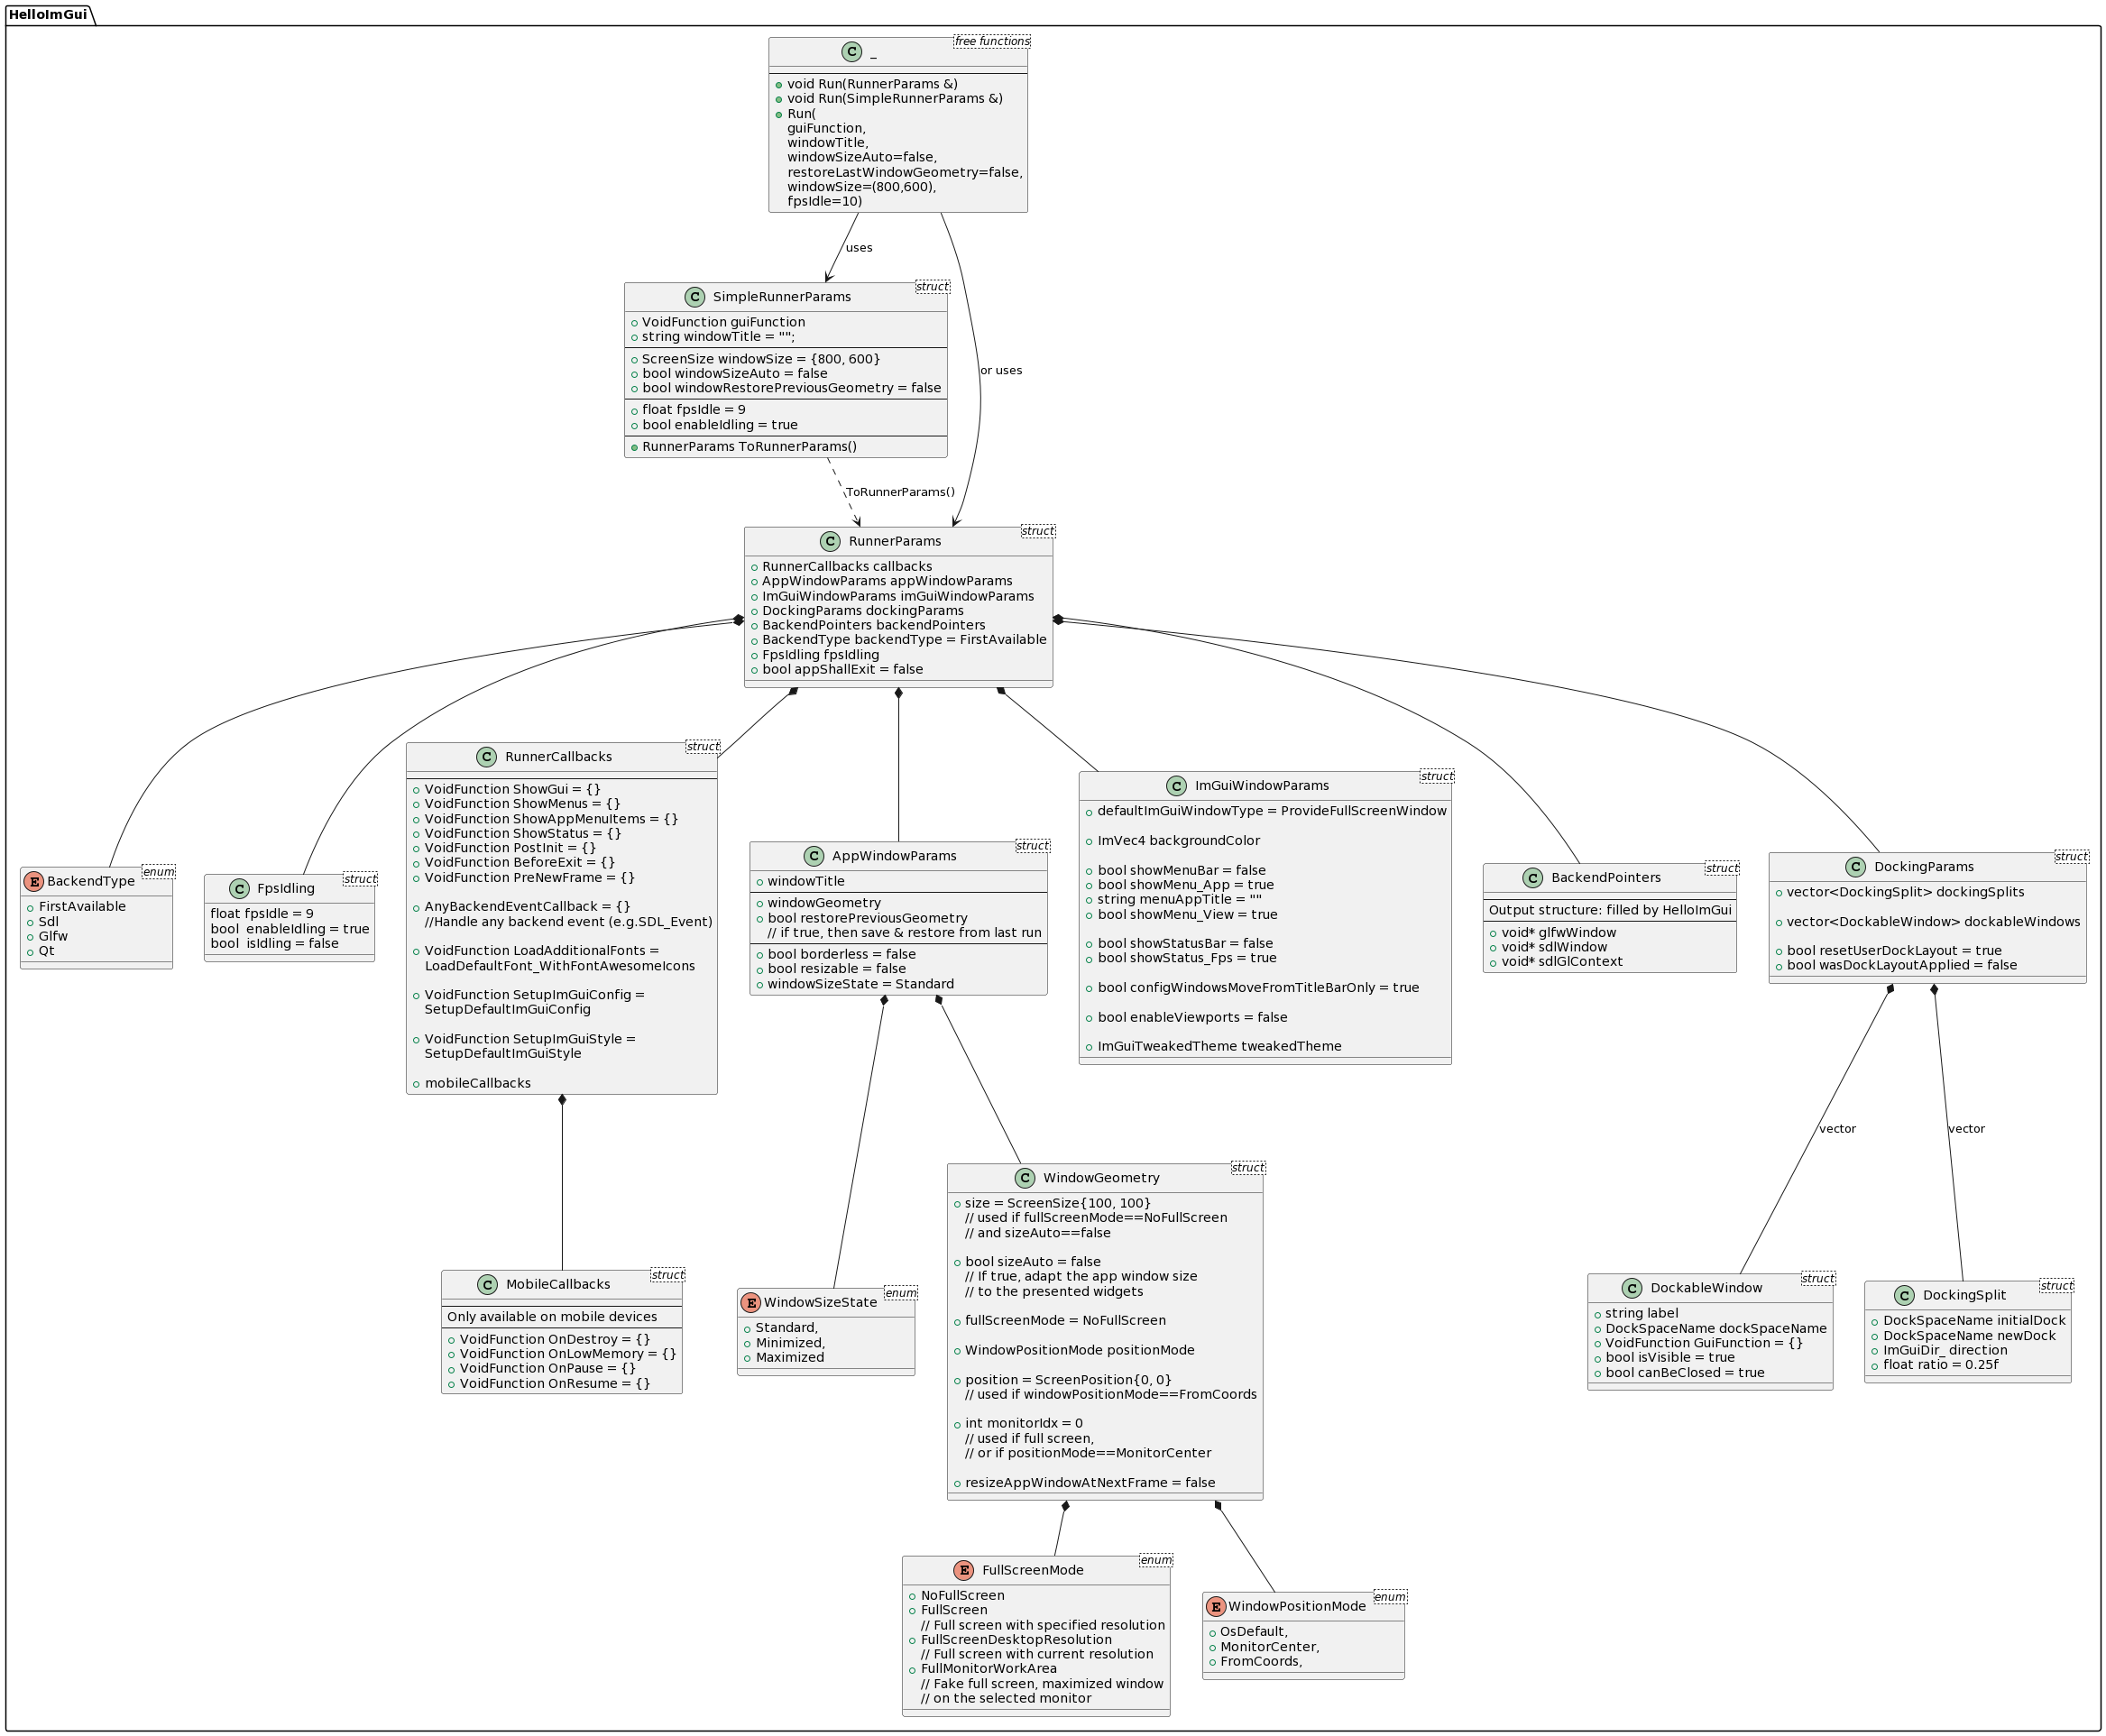 HelloImGui
free functions
C _
void Run(RunnerParams &)
void Run(SimpleRunnerParams &)
Run(
guiFunction,
windowTitle,
windowSizeAuto=false,
restoreLastWindowGeometry=false,
windowSize=(800,600),
fpsIdle=10)
uses
or uses
struct
C SimpleRunnerParams
VoidFunction guiFunction
string windowTitle = "";
ScreenSize windowSize = {800, 600}
bool windowSizeAuto = false
bool windowRestorePreviousGeometry = false
float fpsIdle = 9
bool enableIdling = true
RunnerParams ToRunnerParams()
ToRunnerParams()
struct
C RunnerParams
RunnerCallbacks callbacks
AppWindowParams appWindowParams
ImGuiWindowParams imGuiWindowParams
DockingParams dockingParams
BackendPointers backendPointers
BackendType backendType = FirstAvailable
FpsIdling fpsIdling
bool appShallExit = false
enum
E BackendType
FirstAvailable
Sdl
Glfw
Qt
struct
C FpsIdling
float fpsIdle = 9
bool  enableIdling = true
bool  isIdling = false
struct
C RunnerCallbacks
VoidFunction ShowGui = {}
VoidFunction ShowMenus = {}
VoidFunction ShowAppMenuItems = {}
VoidFunction ShowStatus = {}
VoidFunction PostInit = {}
VoidFunction BeforeExit = {}
VoidFunction PreNewFrame = {}
AnyBackendEventCallback = {}
//Handle any backend event (e.g.SDL_Event)
VoidFunction LoadAdditionalFonts =
LoadDefaultFont_WithFontAwesomeIcons
VoidFunction SetupImGuiConfig =
SetupDefaultImGuiConfig
VoidFunction SetupImGuiStyle =
SetupDefaultImGuiStyle
mobileCallbacks
struct
C AppWindowParams
windowTitle
windowGeometry
bool restorePreviousGeometry
// if true, then save & restore from last run
bool borderless = false
bool resizable = false
windowSizeState = Standard
struct
C ImGuiWindowParams
defaultImGuiWindowType = ProvideFullScreenWindow
ImVec4 backgroundColor
bool showMenuBar = false
bool showMenu_App = true
string menuAppTitle = ""
bool showMenu_View = true
bool showStatusBar = false
bool showStatus_Fps = true
bool configWindowsMoveFromTitleBarOnly = true
bool enableViewports = false
ImGuiTweakedTheme tweakedTheme
struct
C BackendPointers
Output structure: filled by HelloImGui
void* glfwWindow
void* sdlWindow
void* sdlGlContext
struct
C DockingParams
vector<DockingSplit> dockingSplits
vector<DockableWindow> dockableWindows
bool resetUserDockLayout = true
bool wasDockLayoutApplied = false
vector
vector
struct
C MobileCallbacks
Only available on mobile devices
VoidFunction OnDestroy = {}
VoidFunction OnLowMemory = {}
VoidFunction OnPause = {}
VoidFunction OnResume = {}
enum
E WindowSizeState
Standard,
Minimized,
Maximized
struct
C WindowGeometry
size = ScreenSize{100, 100}
// used if fullScreenMode==NoFullScreen
// and sizeAuto==false
bool sizeAuto = false
// If true, adapt the app window size
// to the presented widgets
fullScreenMode = NoFullScreen
WindowPositionMode positionMode
position = ScreenPosition{0, 0}
// used if windowPositionMode==FromCoords
int monitorIdx = 0
// used if full screen,
// or if positionMode==MonitorCenter
resizeAppWindowAtNextFrame = false
struct
C DockableWindow
string label
DockSpaceName dockSpaceName
VoidFunction GuiFunction = {}
bool isVisible = true
bool canBeClosed = true
struct
C DockingSplit
DockSpaceName initialDock
DockSpaceName newDock
ImGuiDir_ direction
float ratio = 0.25f
enum
E FullScreenMode
NoFullScreen
FullScreen
// Full screen with specified resolution
FullScreenDesktopResolution
// Full screen with current resolution
FullMonitorWorkArea
// Fake full screen, maximized window
// on the selected monitor
enum
E WindowPositionMode
OsDefault,
MonitorCenter,
FromCoords,